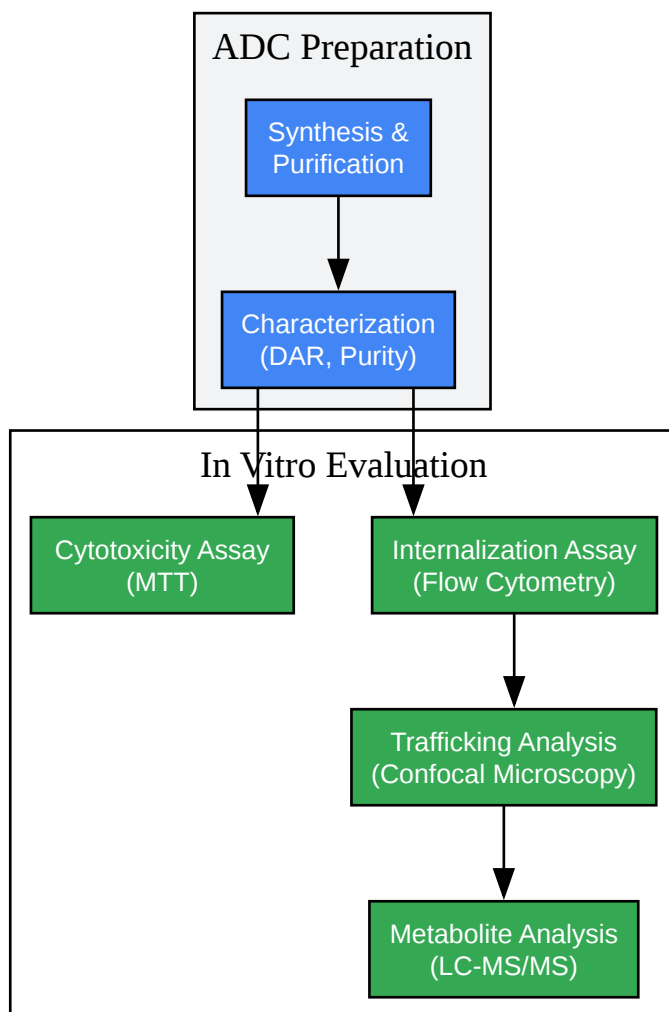 ADC Preparation
Synthesis &
Purification
Characterization
(DAR, Purity)
In Vitro Evaluation
Cytotoxicity Assay
(MTT)
Internalization Assay
(Flow Cytometry)
Trafficking Analysis
(Confocal Microscopy)
Metabolite Analysis
(LC-MS/MS)